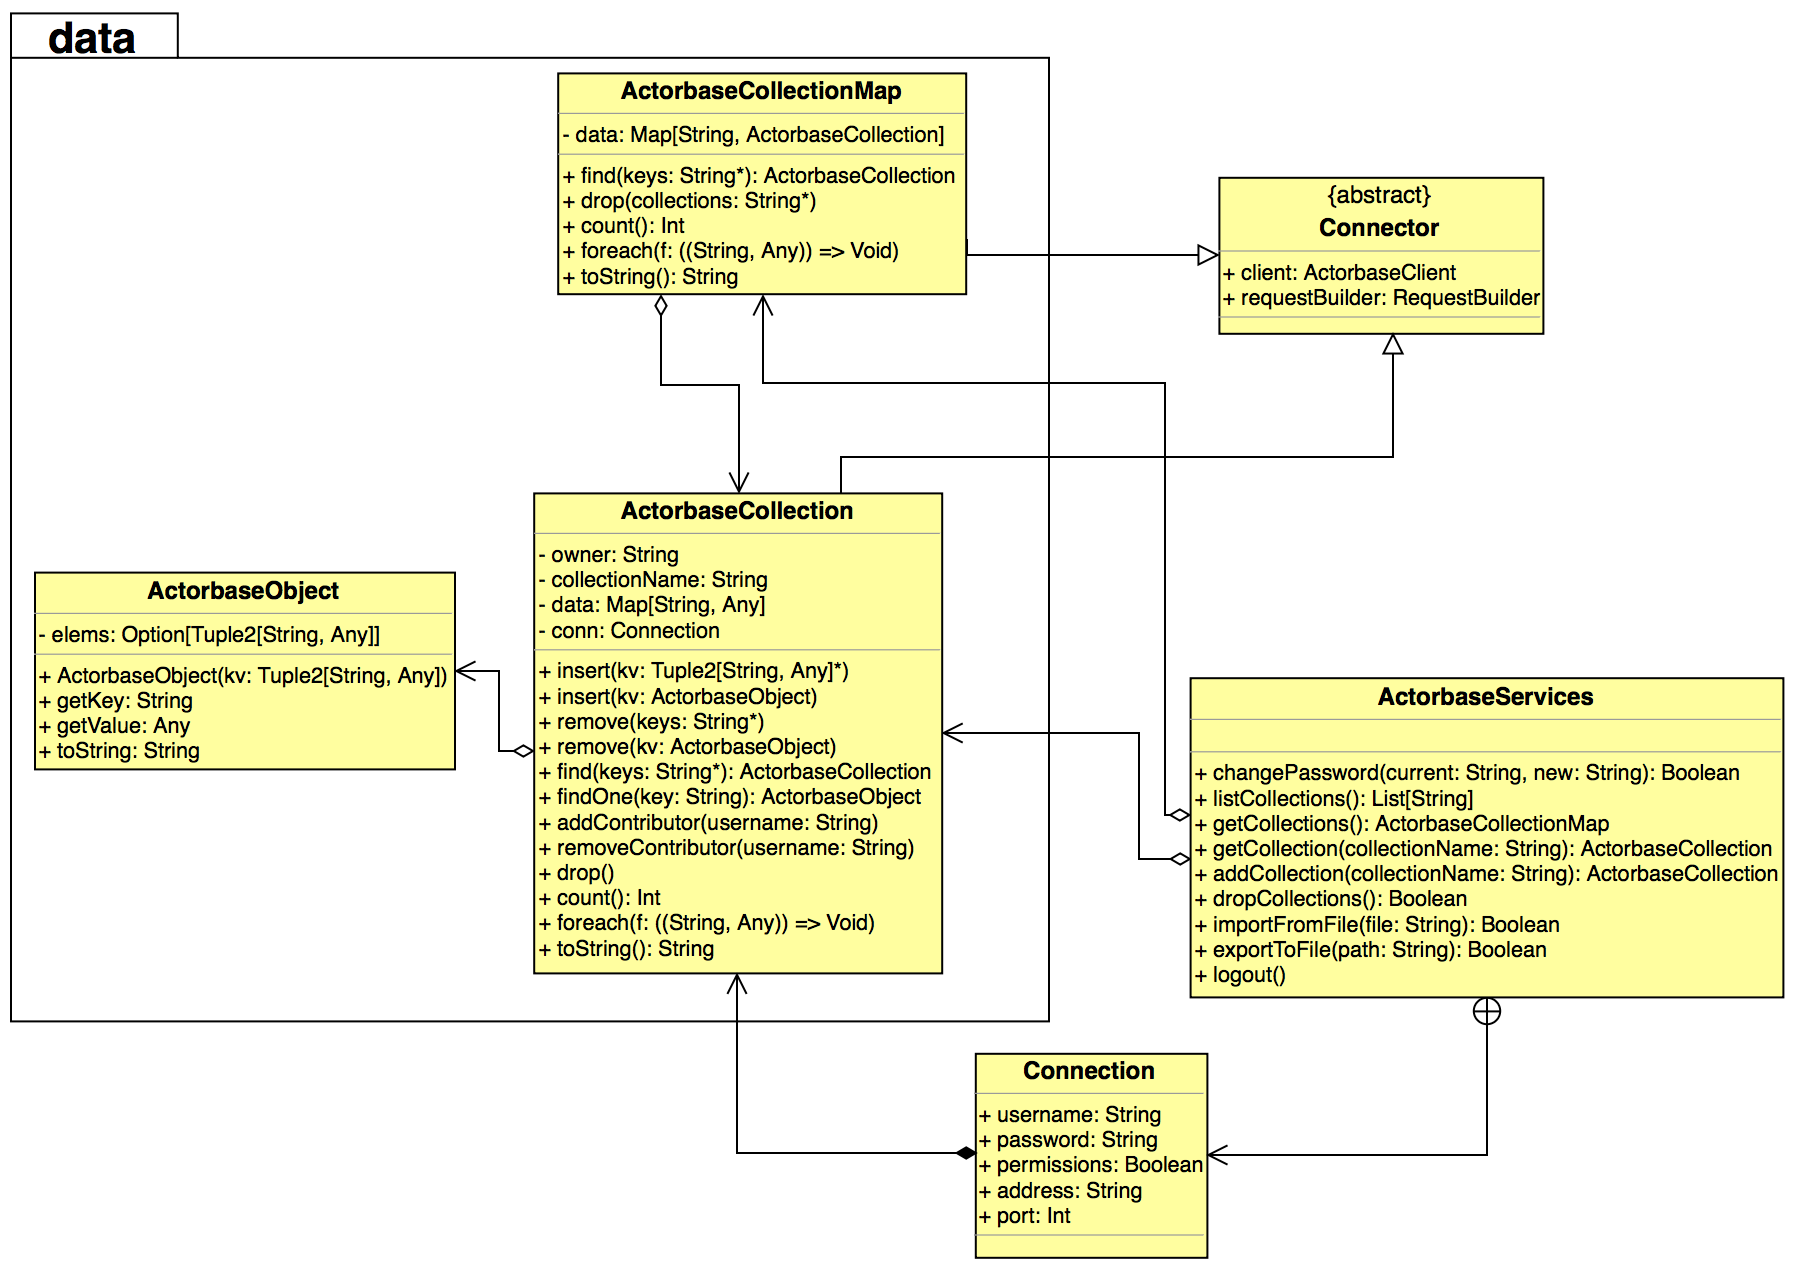 data
ActorbaseCollectionMap
- data: Map[String, ActorbaseCollection]
+ find(keys: String*): ActorbaseCollection
+ drop(collections: String*)
+ count(): Int
+ foreach(f: ((String, Any)) => Void)
+ toString(): String
{abstract}
Connector
+ client: ActorbaseClient
+ requestBuilder: RequestBuilder
ActorbaseCollection
- owner: String
- collectionName: String
- data: Map[String, Any]
- conn: Connection
+ insert(kv: Tuple2[String, Any]*)
+ insert(kv: ActorbaseObject)
+ remove(keys: String*)
+ remove(kv: ActorbaseObject)
+ find(keys: String*): ActorbaseCollection
+ findOne(key: String): ActorbaseObject
+ addContributor(username: String)
+ removeContributor(username: String)
+ drop()
+ count(): Int
+ foreach(f: ((String, Any)) => Void)
+ toString(): String
ActorbaseObject
- elems: Option[Tuple2[String, Any]]
+ ActorbaseObject(kv: Tuple2[String, Any])
+ getKey: String
+ getValue: Any
+ toString: String
ActorbaseServices
+ changePassword(current: String, new: String): Boolean
+ listCollections(): List[String]
+ getCollections(): ActorbaseCollectionMap
+ getCollection(collectionName: String): ActorbaseCollection
+ addCollection(collectionName: String): ActorbaseCollection
+ dropCollections(): Boolean
+ importFromFile(file: String): Boolean
+ exportToFile(path: String): Boolean
+ logout()
Connection
+ username: String
+ password: String
+ permissions: Boolean
+ address: String
+ port: Int